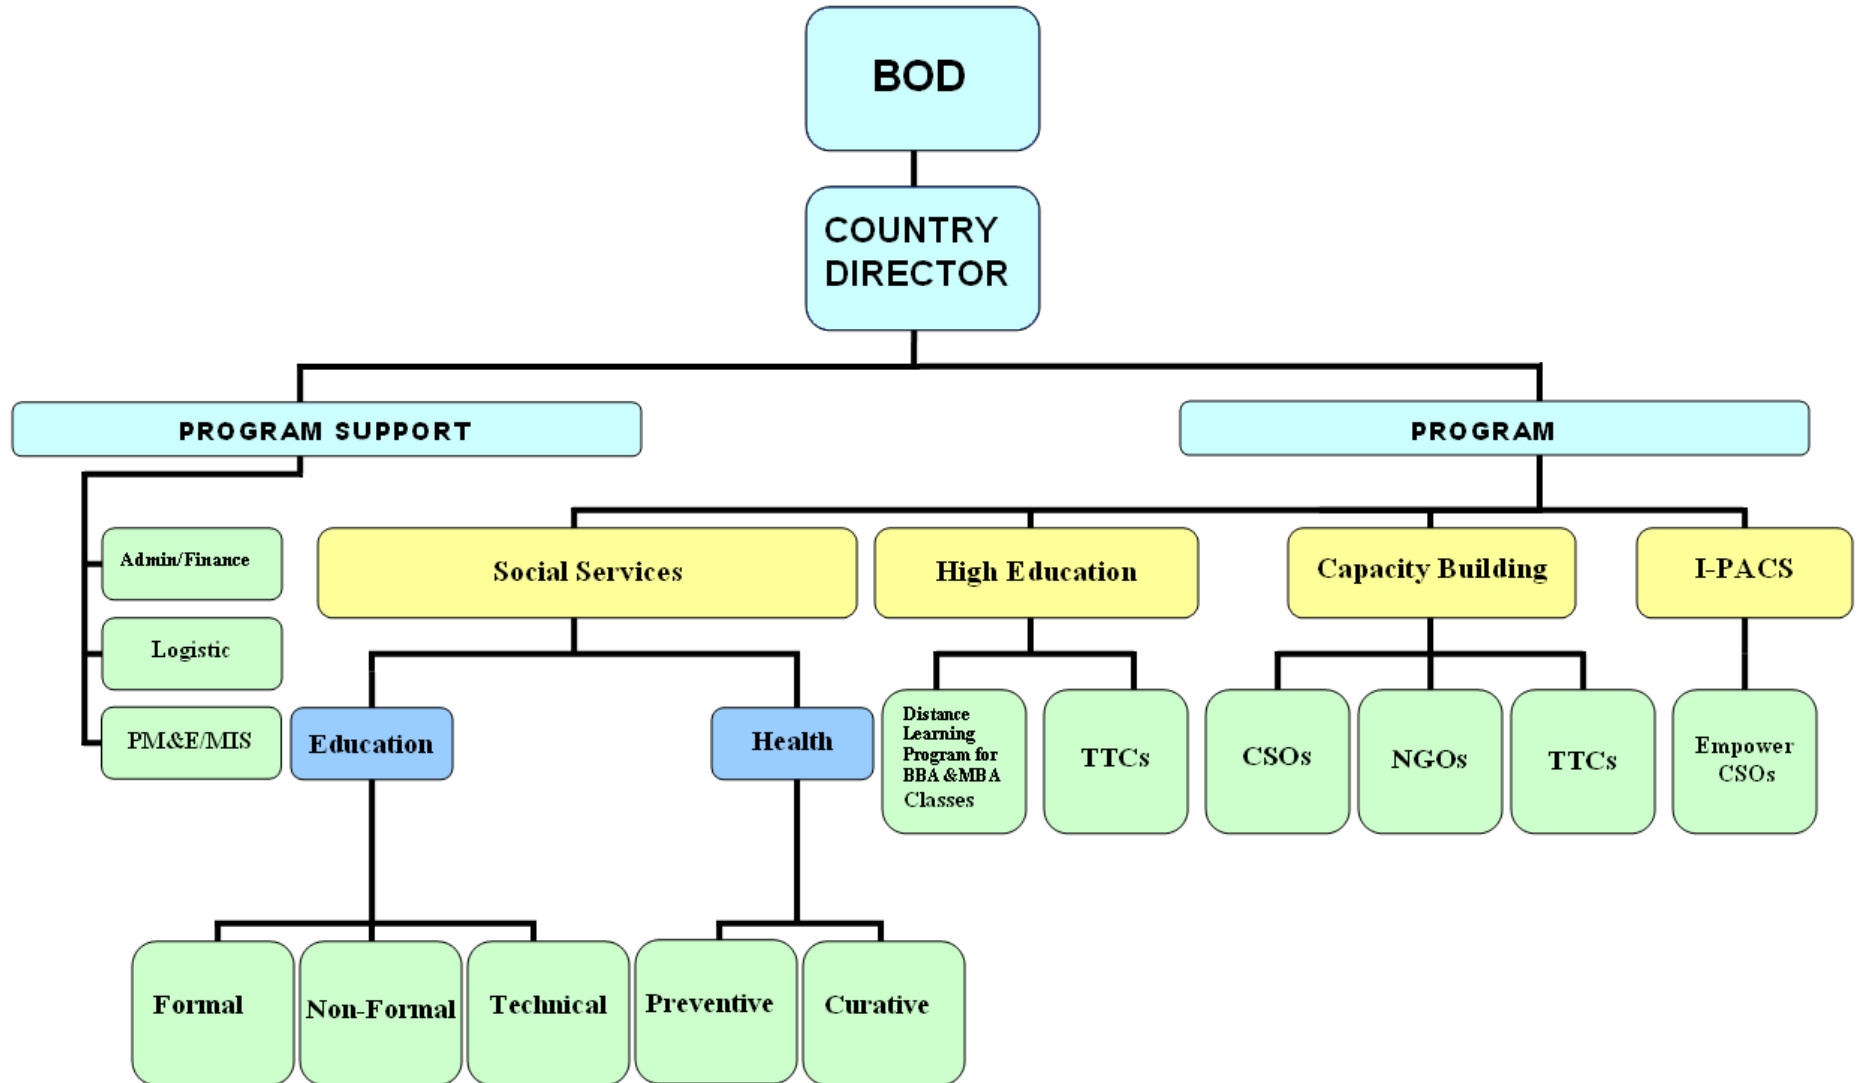 BOD
COUNTRY
DIRECTOR
PROGRAM SUPPORT
PROGRAM
Admin/Finance
Logistic
PM&E/MIS
Social Services
High Education
Capacity Building
I-PACS
Education
Health
Distance
Learning
Program for
BBA &MBA
Classes
TTCs
CSOs
NGOs
TTCs
Empower
CSOs
Formal
Non-Formal
Technical
Preventive
Curative